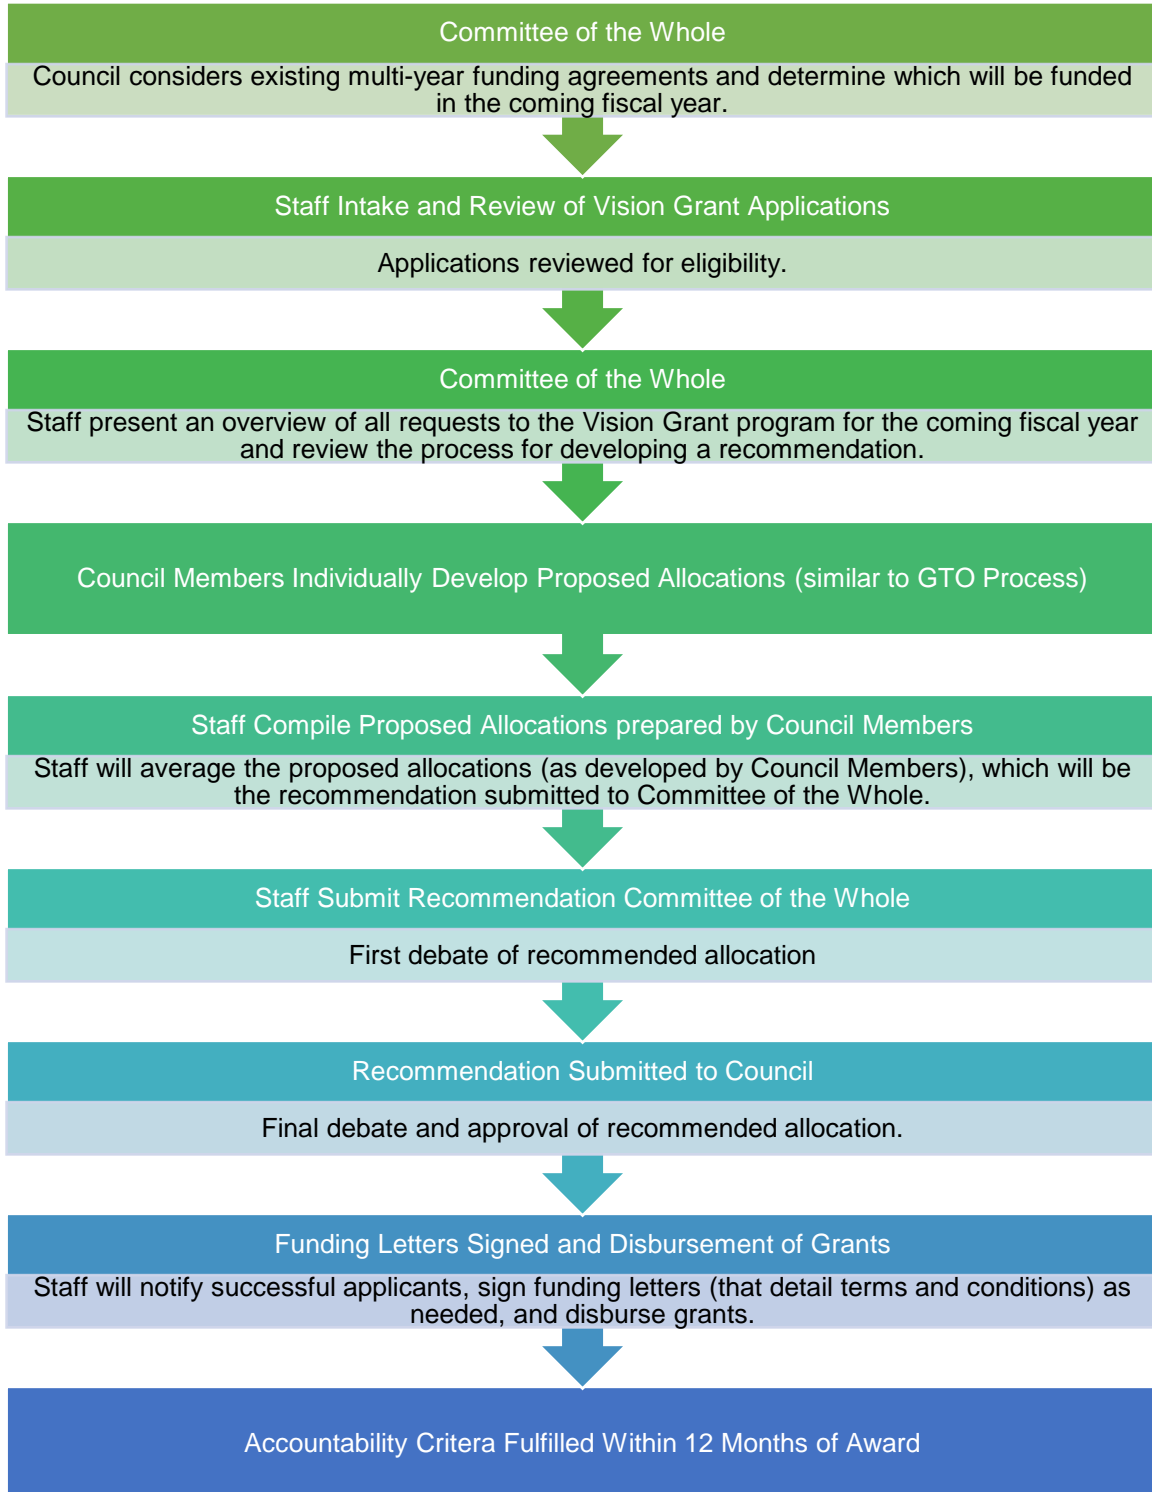 Committee of the Whole
Council considers existing multi-year funding agreements and determine which will be funded
in the coming fiscal year.
Staff Intake and Review of Vision Grant Applications
Applications reviewed for eligibility.
Committee of the Whole
Staff present an overview of all requests to the Vision Grant program for the coming fiscal year
and review the process for developing a recommendation.
Council Members Individually Develop Proposed Allocations (similar to GTO Process)
Staff Compile Proposed Allocations prepared by Council Members
Staff will average the proposed allocations (as developed by Council Members), which will be
the recommendation submitted to Committee of the Whole.
Staff Submit Recommendation Committee of the Whole
First debate of recommended allocation
Recommendation Submitted to Council
Final debate and approval of recommended allocation.
Funding Letters Signed and Disbursement of Grants
Staff will notify successful applicants, sign funding letters (that detail terms and conditions) as
needed, and disburse grants.
Accountability Critera Fulfilled Within 12 Months of Award